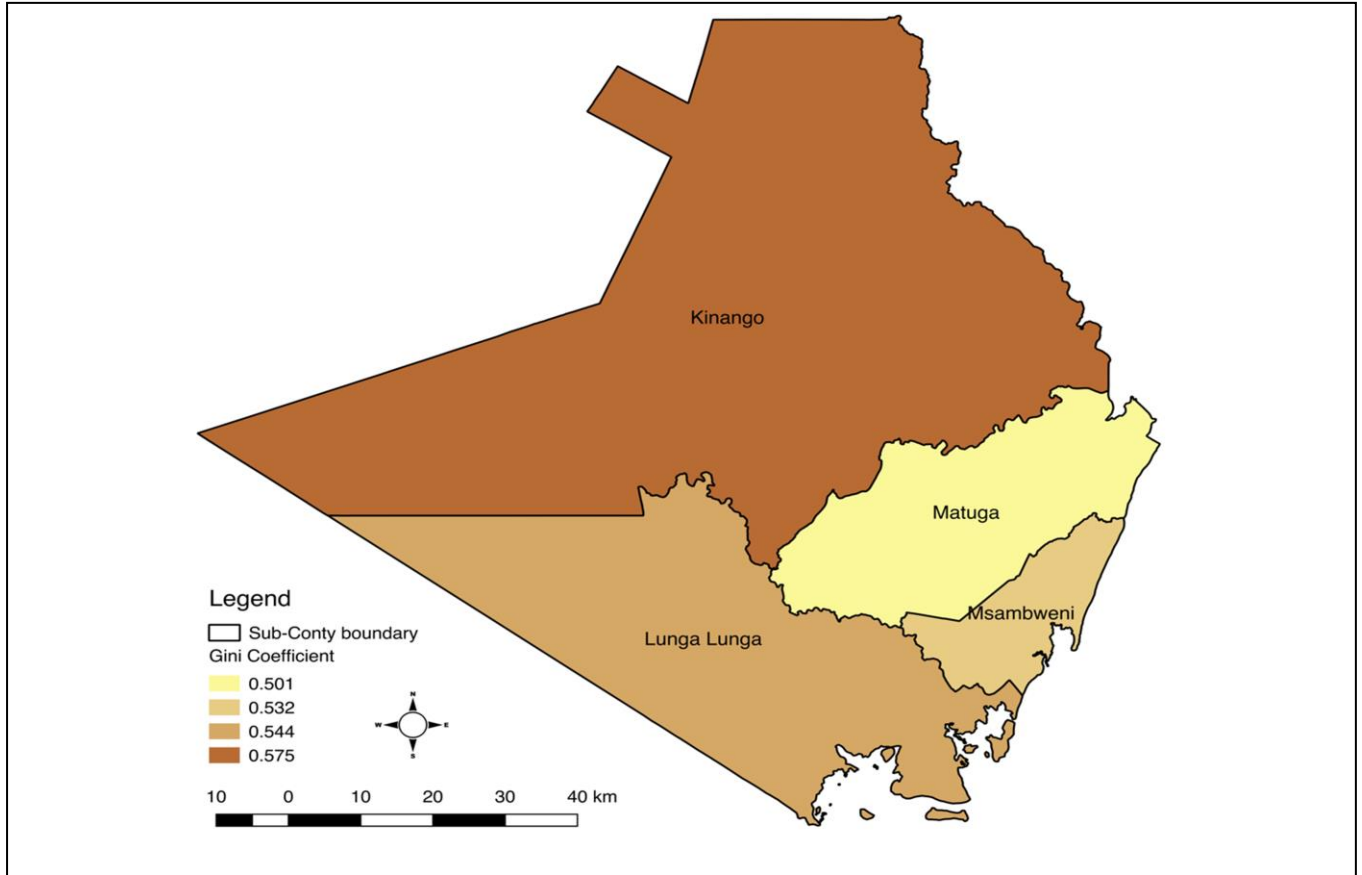 Kinango
Matuga
Msambweni
Lunga Lunga
Legend
Sub-Conty boundary
Gini Coefficient
0.501
0.532
0.544
0.575
N
W E
S
10 0 10 20 30 40 km